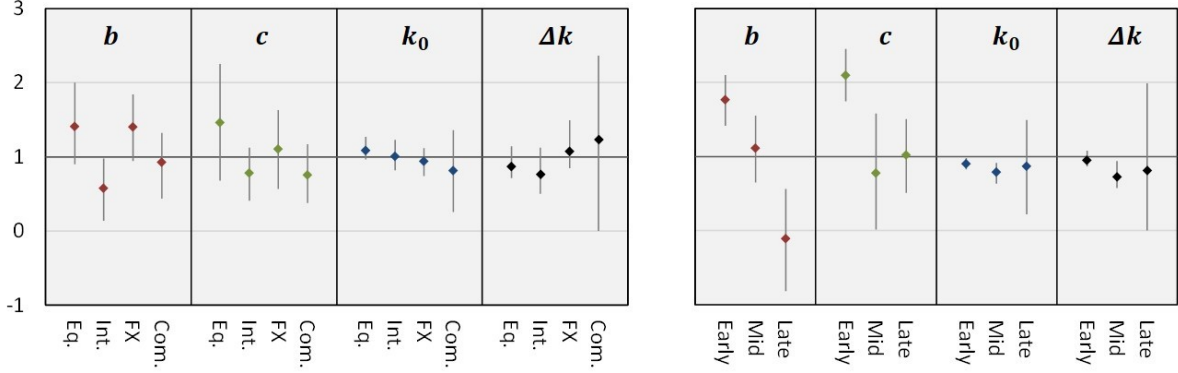 3
2
1
0
-1
b
c
k₀
Δk
Eq.
Int.
FX
Com.
Eq.
Int.
FX
Com.
Eq.
Int.
FX
Com.
Eq.
Int.
FX
Com.
b
c
k₀
Δk
Early
Mid
Late
Early
Mid
Late
Early
Mid
Late
Early
Mid
Late